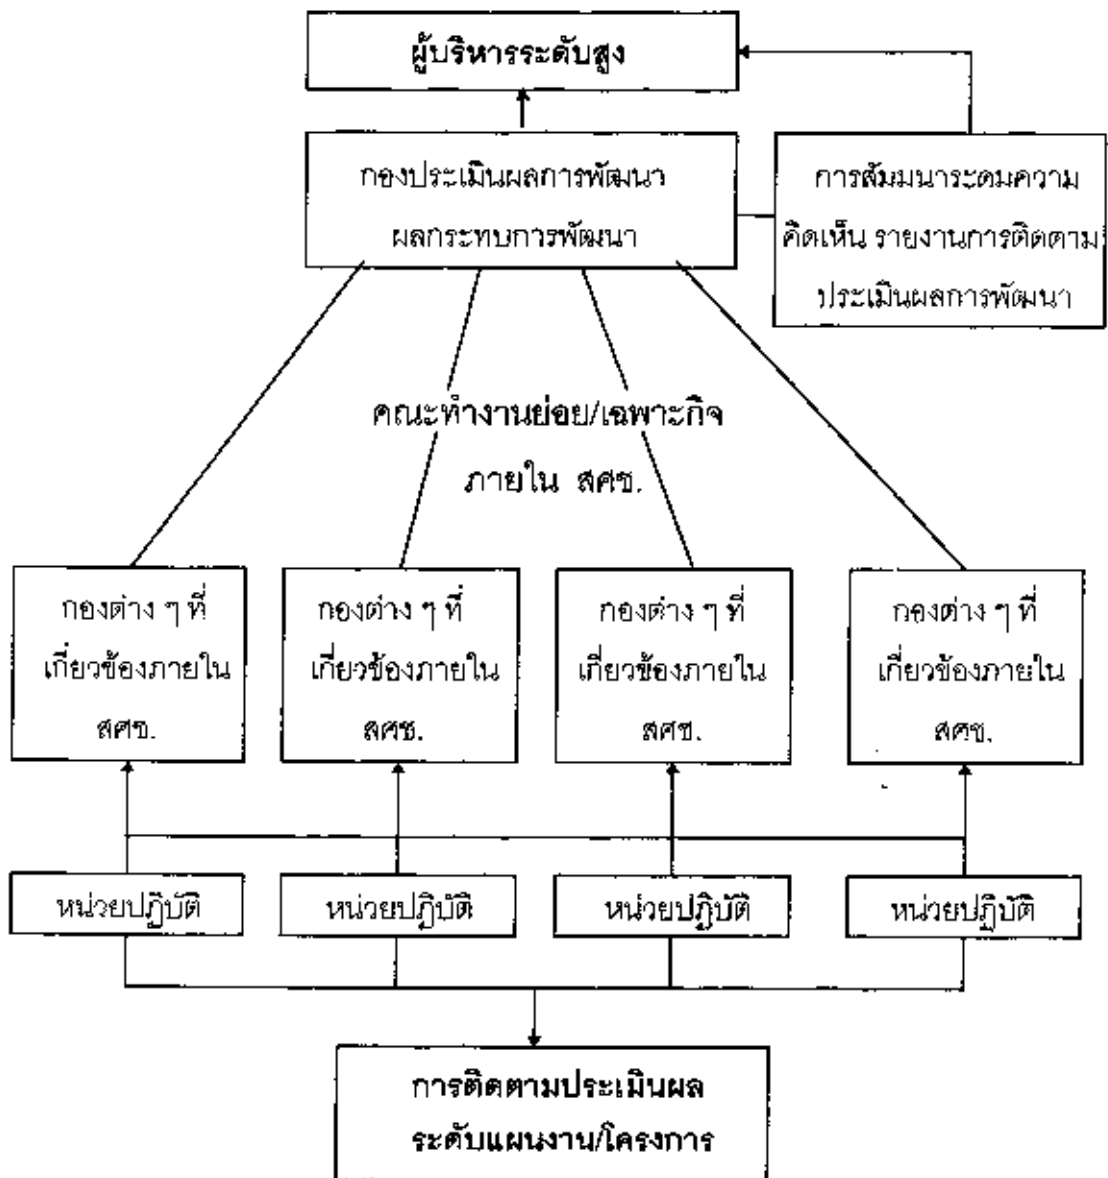 ผู้บริหารระดับสูง
กองประเมินผลการพัฒนา
ผลกระทบการพัฒนา
การสัมมนาระดมความ
คิดเห็น รายงานการติดตาม
ประเมินผลการพัฒนา
คณะทำงานย่อย/เฉพาะกิจ
ภายใน สศช.
กองต่าง ๆ ที่
เกี่ยวข้องภายใน
สศช.
กองต่าง ๆ ที่
เกี่ยวข้องภายใน
สศช.
กองต่าง ๆ ที่
เกี่ยวข้องภายใน
สศช.
กองต่าง ๆ ที่
เกี่ยวข้องภายใน
สศช.
หน่วยปฏิบัติ
หน่วยปฏิบัติ
หน่วยปฏิบัติ
หน่วยปฏิบัติ
การติดตามประเมินผล
ระดับแผนงาน/โครงการ